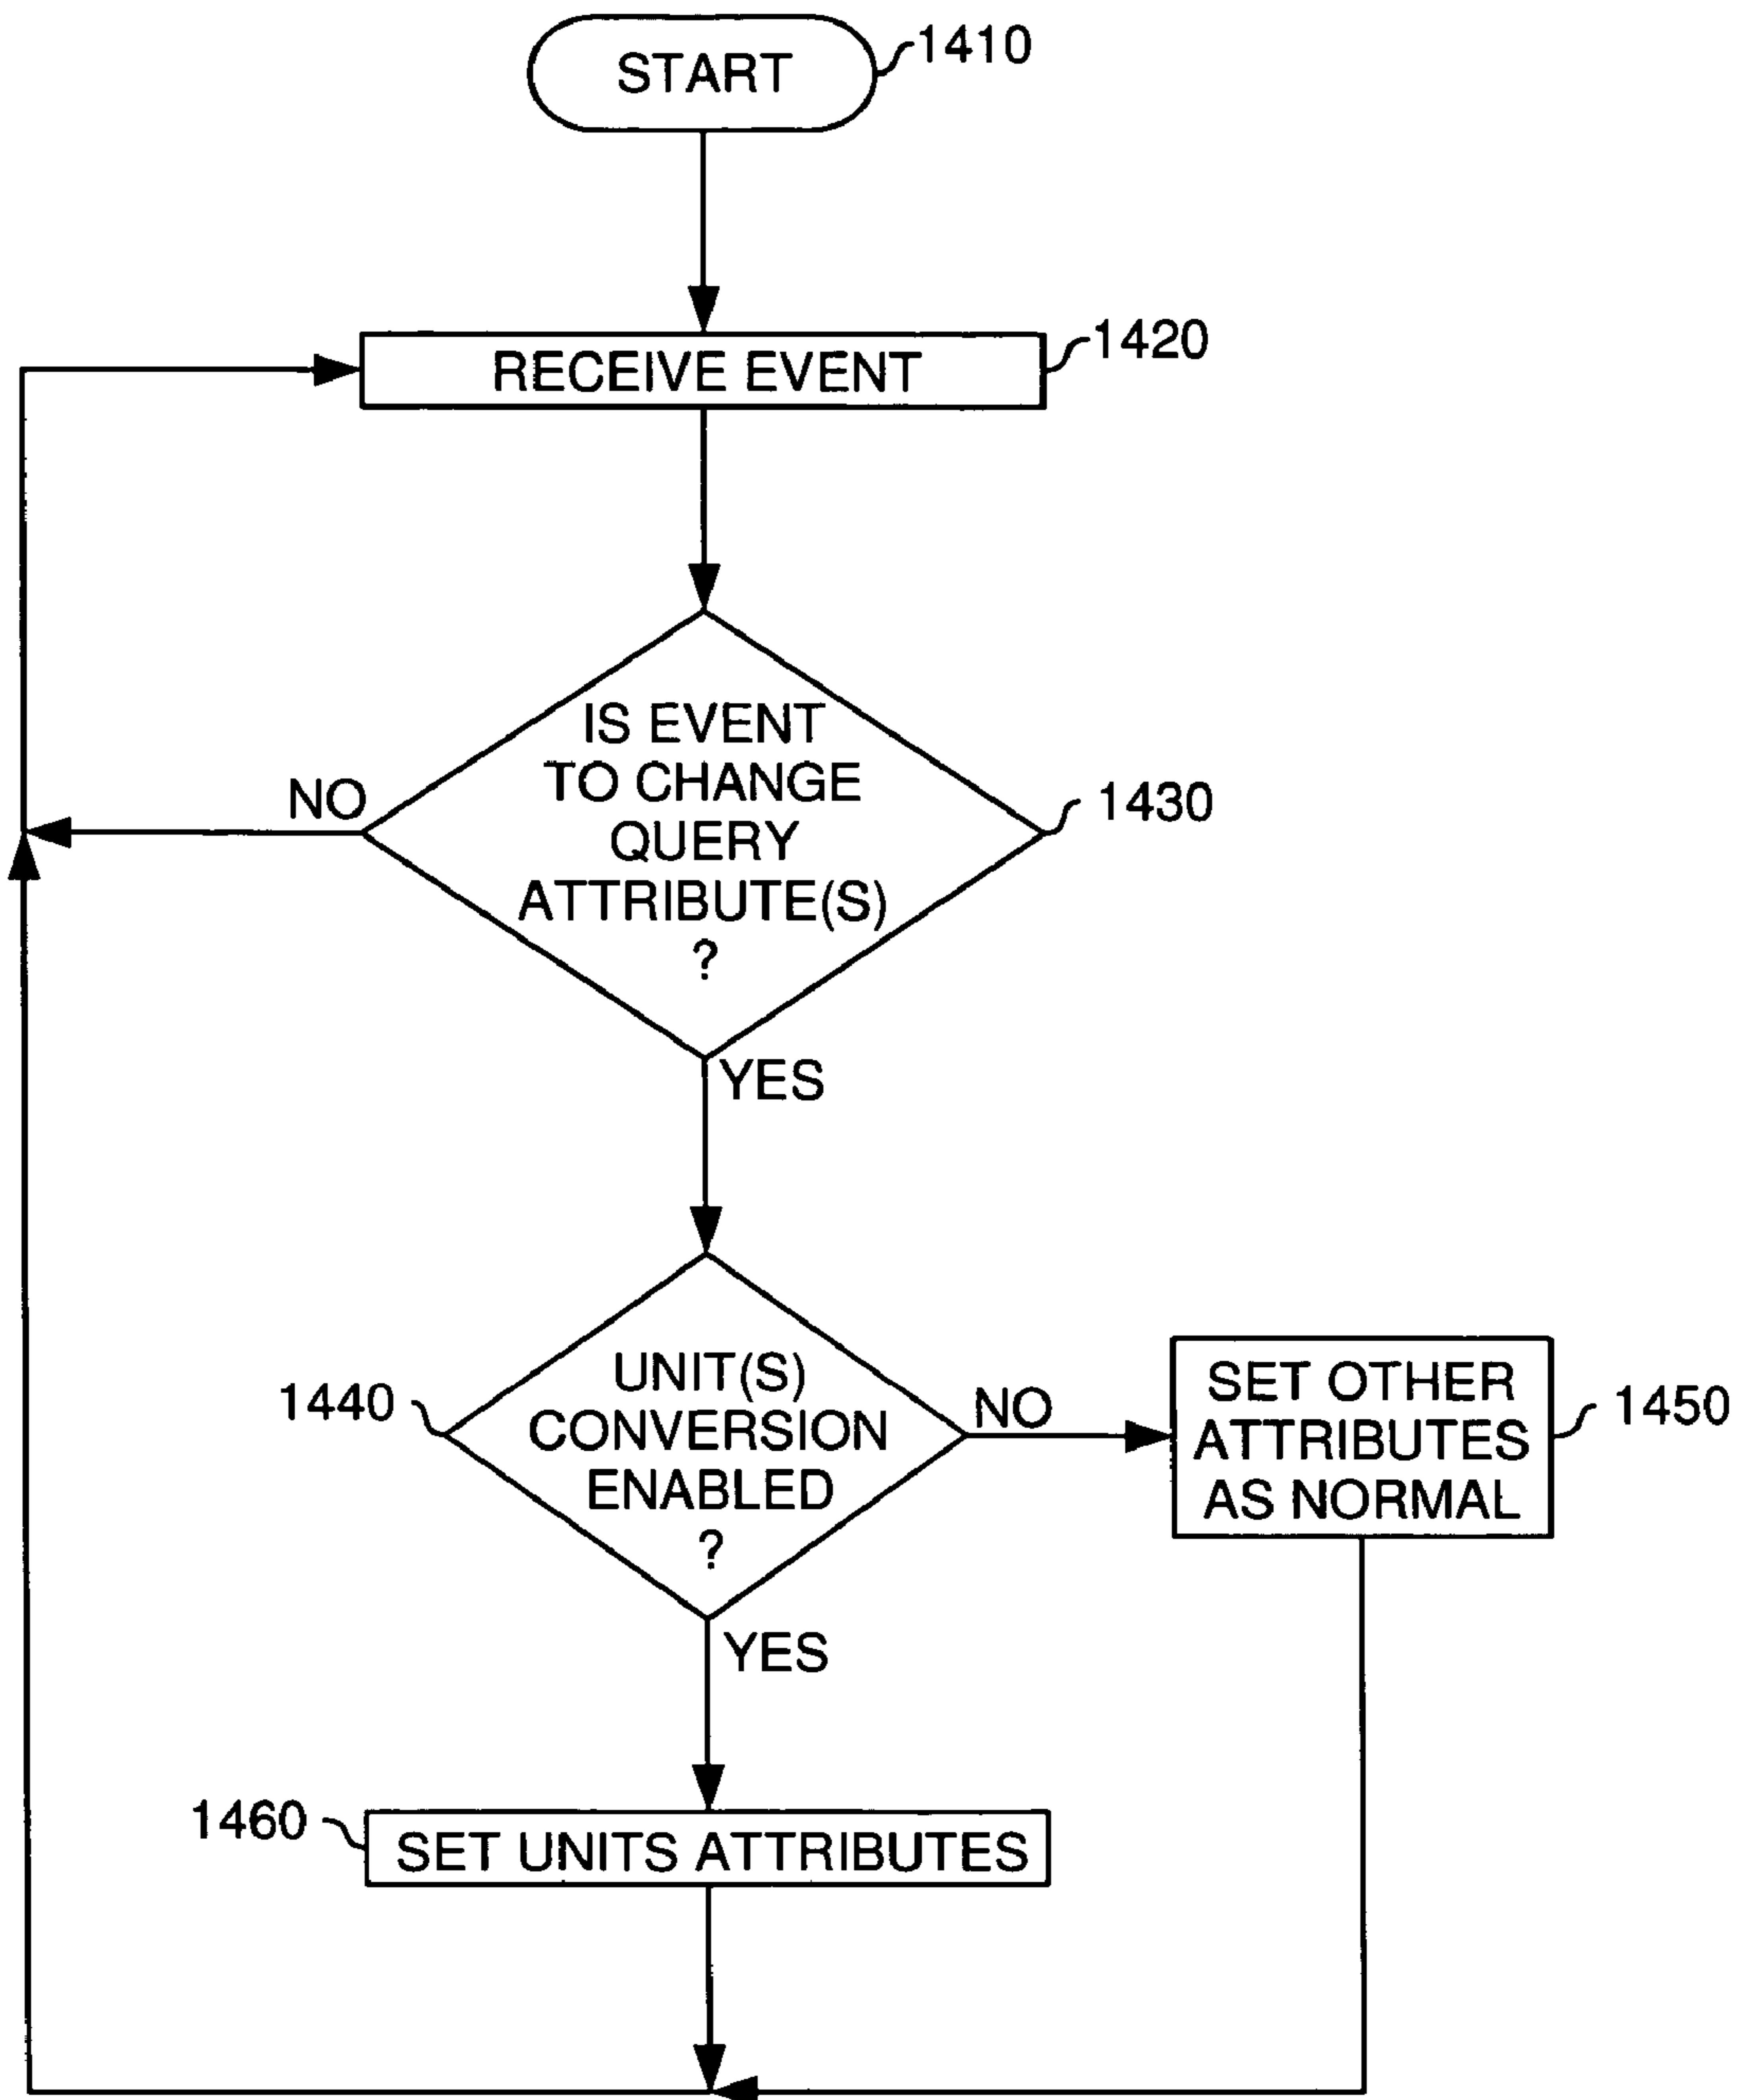 START
1410
RECEIVE EVENT
1420
IS EVENT
TO CHANGE
QUERY
ATTRIBUTE(S)
?
1430
NO
YES
1440
UNIT(S)
CONVERSION
ENABLED
?
NO
SET OTHER
ATTRIBUTES
AS NORMAL
1450
YES
1460
SET UNITS ATTRIBUTES